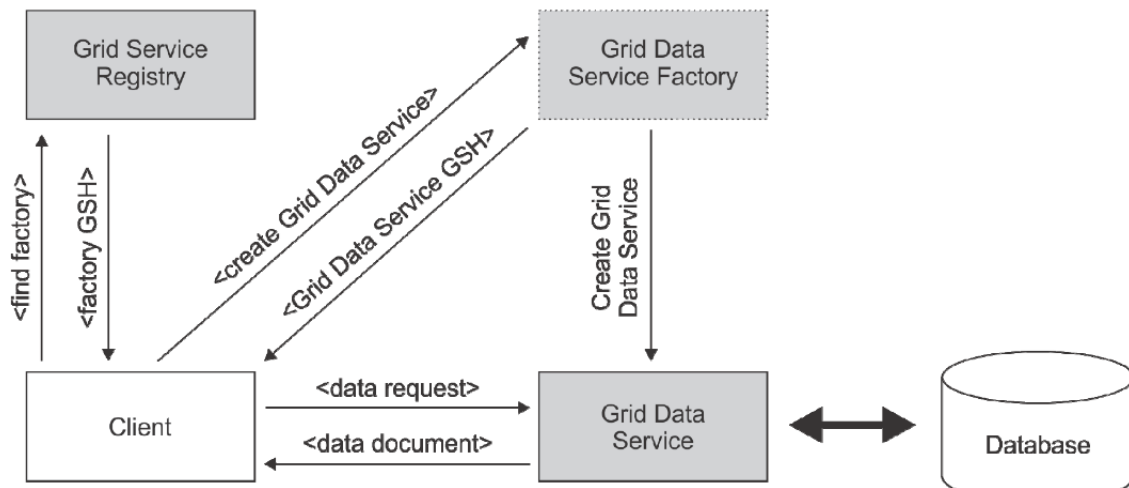 Grid Service
Registry
Grid Data
Service Factory
<find factory>
<factory GSH>
<create Grid Data Service>
<Grid Data Service GSH>
Create Grid
Data Service
Client
<data request>
<data document>
Grid Data
Service
Database